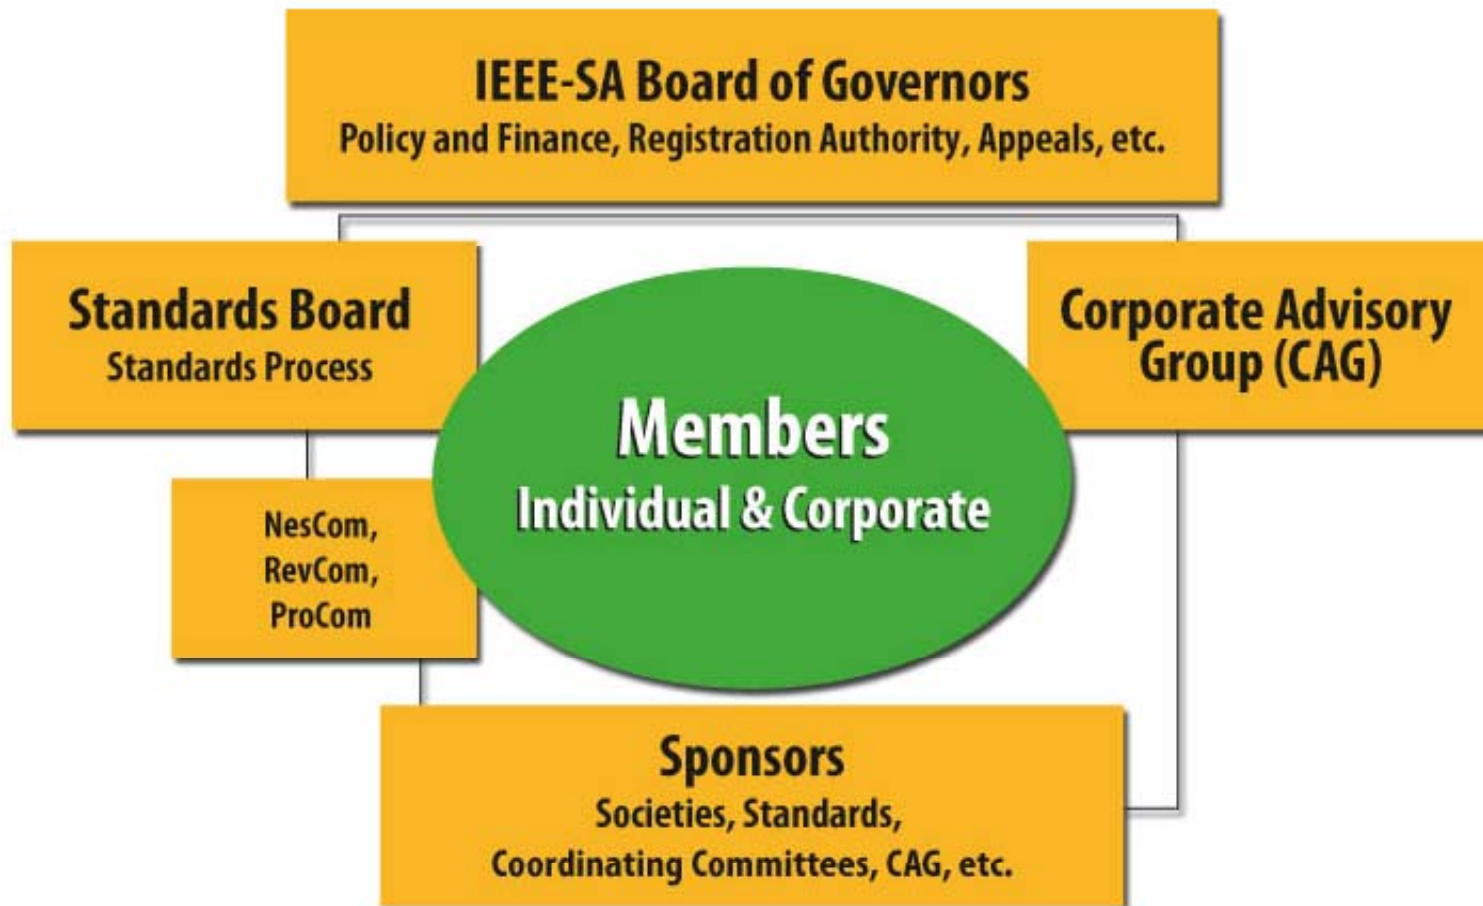 IEEE-SA Board of Governors
Policy and Finance, Registration Authority, Appeals, etc.
Standards Board
Standards Process
Corporate Advisory
Group (CAG)
Members
Individual & Corporate
NesCom,
RevCom,
ProCom
Sponsors
Societies, Standards,
Coordinating Committees, CAG, etc.